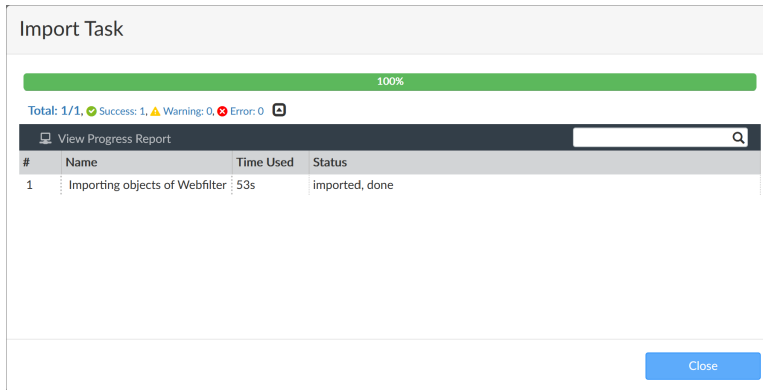 Import Task
100%
Total: 1/1, Success: 1, Warning: 0, Error: 0
View Progress Report
# Name Time Used Status
1 Importing objects of Webfilter 53s imported, done
Close